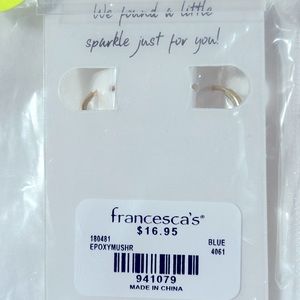 We found a little
sparkle just for you!
francesca's®
$16.95
180481 BLUE
EPOXYMUSHR 4061
941079
MADE IN CHINA